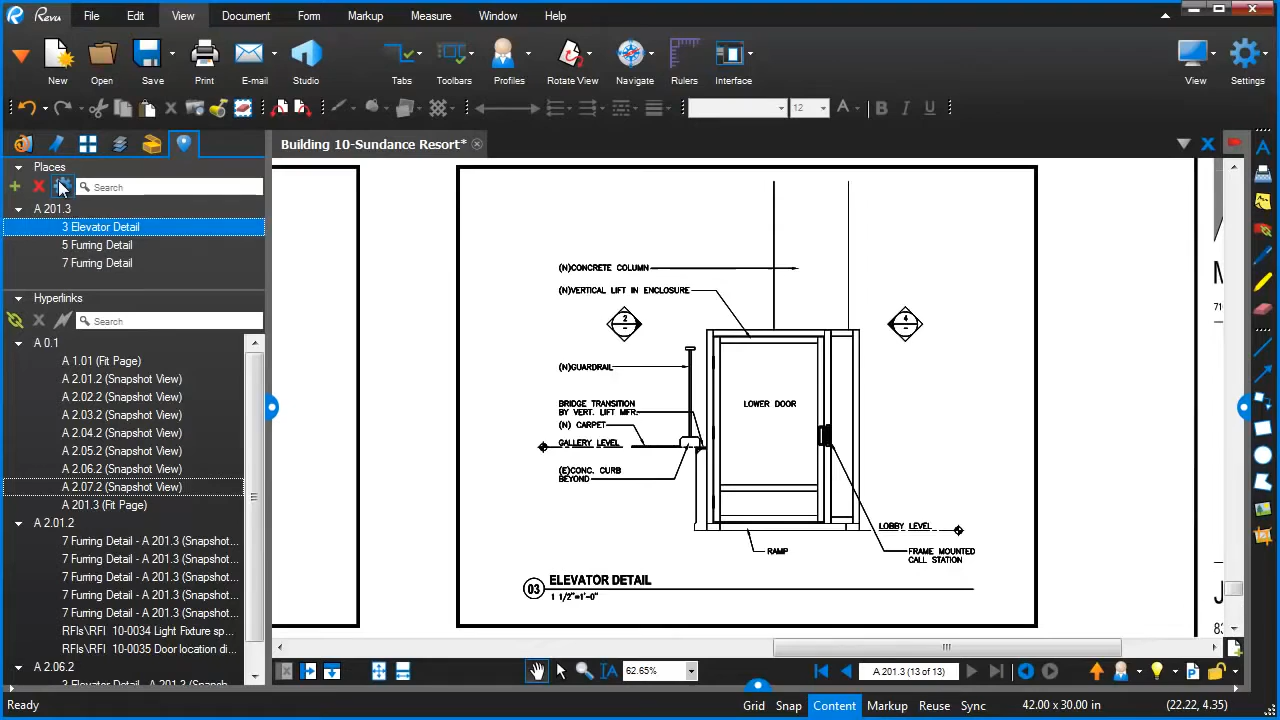 Revu
File Edit View Document Form Markup Measure Window Help
New Open Save Print E-mail Studio Tabs Toolbars Profiles Rotate View Navigate Rulers Interface View Settings
12 A B I U
Building 10-Sundance Resort*
Places
Search
A 201.3
3 Elevator Detail
5 Furring Detail
7 Furring Detail
Hyperlinks
Search
A 0.1
A 1.01 (Fit Page)
A 2.01.2 (Snapshot View)
A 2.02.2 (Snapshot View)
A 2.03.2 (Snapshot View)
A 2.04.2 (Snapshot View)
A 2.05.2 (Snapshot View)
A 2.06.2 (Snapshot View)
A 2.07.2 (Snapshot View)
A 201.3 (Fit Page)
A 2.01.2
7 Furring Detail - A 201.3 (Snapshot...
7 Furring Detail - A 201.3 (Snapshot...
7 Furring Detail - A 201.3 (Snapshot...
7 Furring Detail - A 201.3 (Snapshot...
7 Furring Detail - A 201.3 (Snapshot...
RFIs\RFI 10-0034 Light Fixture sp...
RFIs\RFI 10-0035 Door location di...
A 2.06.2
3 Elevator Detail - A 201.3 (Snapshot...
(N)CONCRETE COLUMN
(N)VERTICAL LIFT IN ENCLOSURE
2
4
(N)GUARDRAIL
BRIDGE TRANSITION
BY VERT. LIFT MFR.
LOWER DOOR
(N) CARPET
GALLERY LEVEL
(E)CONC. CURB
BEYOND
LOBBY LEVEL
RAMP
FRAME MOUNTED
CALL STATION
03 ELEVATOR DETAIL
1 1/2"=1'-0"
62.65%
A 201.3 (13 of 13)
Ready
Grid Snap Content Markup Reuse Sync
42.00 x 30.00 in
(22.22, 4.35)